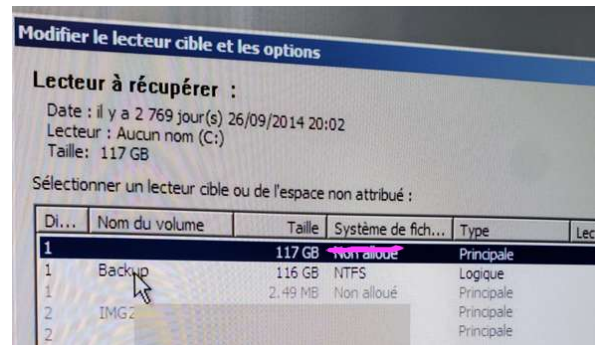 Modifier le lecteur cible et les options
Lecteur à récupérer :
Date : il y a 2 769 jour(s) 26/09/2014 20:02
Lecteur : Aucun nom (C:)
Taille: 117 GB
Sélectionner un lecteur cible ou de l'espace non attribué :
Di... Nom du volume Taille Système de fich... Type Lec
1 117 GB Non alloué Principale
1 Backup 116 GB NTFS Logique
1 2.49 MB Non alloué Principale
2 IMG2 Principale
2 Principale